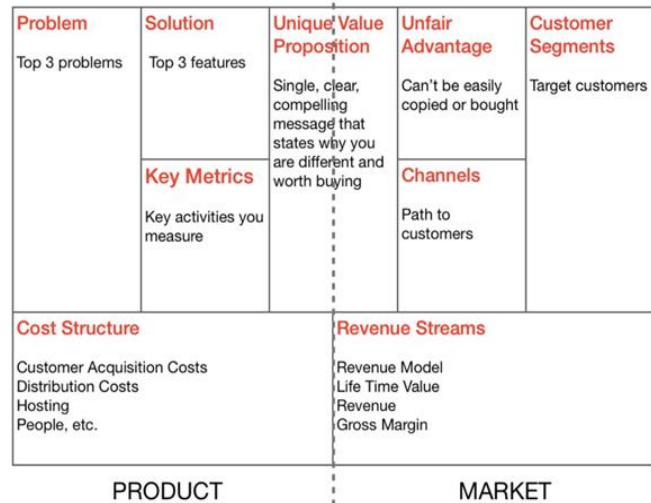 Problem
Top 3 problems
Solution
Top 3 features
Key Metrics
Key activities you
measure
Unique Value
Proposition
Single, clear,
compelling
message that
states why you
are different and
worth buying
Unfair
Advantage
Can't be easily
copied or bought
Channels
Path to
customers
Customer
Segments
Target customers
Cost Structure
Customer Acquisition Costs
Distribution Costs
Hosting
People, etc.
Revenue Streams
Revenue Model
Life Time Value
Revenue
Gross Margin
PRODUCT
MARKET